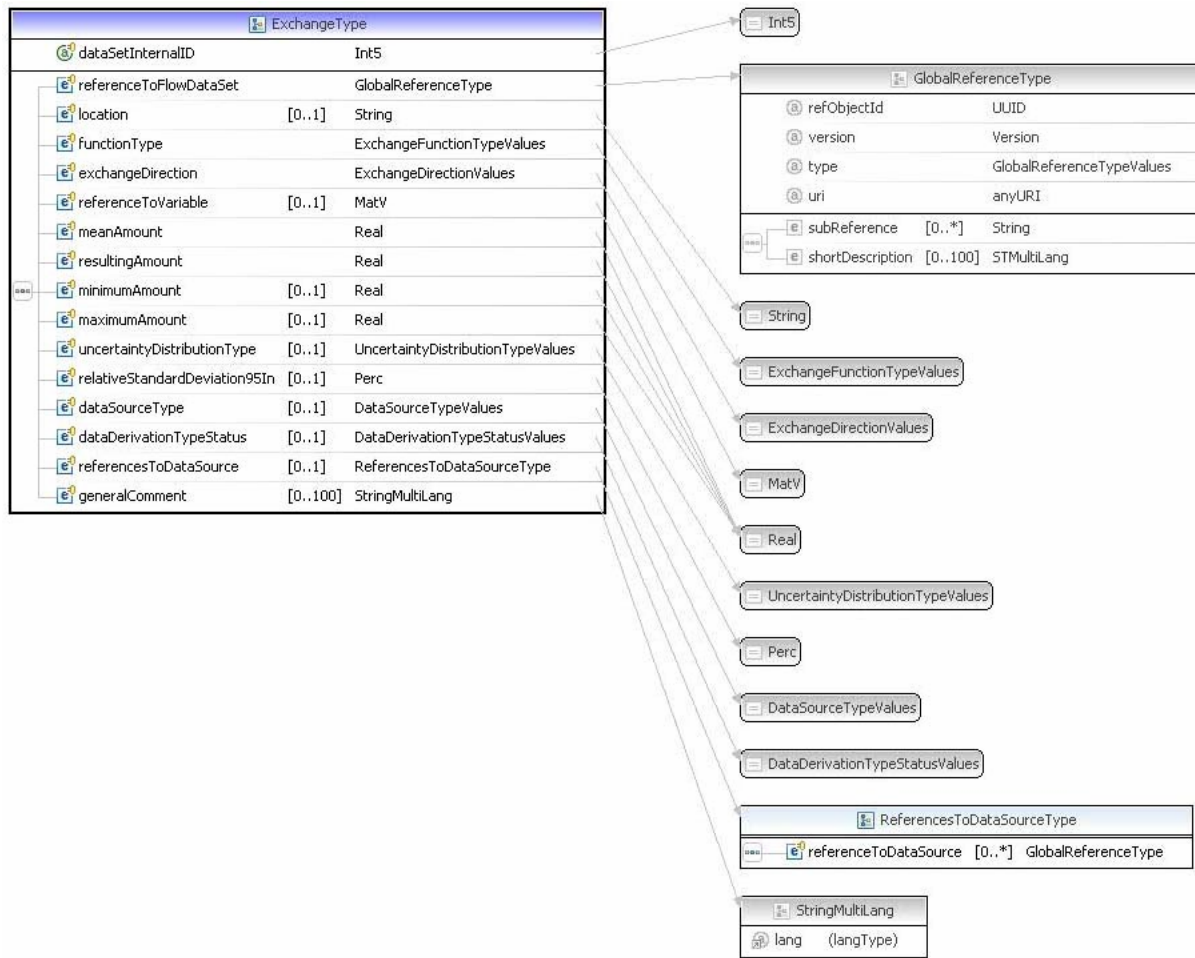 ExchangeType
dataSetInternalID Int5
referenceToFlowDataSet GlobalReferenceType
location [0..1] String
functionType ExchangeFunctionTypeValues
exchangeDirection ExchangeDirectionValues
referenceToVariable [0..1] MatV
meanAmount Real
resultingAmount Real
minimumAmount [0..1] Real
maximumAmount [0..1] Real
uncertaintyDistributionType [0..1] UncertaintyDistributionTypeValues
relativeStandardDeviation95In [0..1] Perc
dataSourceType [0..1] DataSourceTypeValues
dataDerivationTypeStatus [0..1] DataDerivationTypeStatusValues
referencesToDataSource [0..1] ReferencesToDataSourceType
generalComment [0..100] StringMultiLang
Int5
GlobalReferenceType
refObjectId UUID
version Version
type GlobalReferenceTypeValues
uri anyURI
subReference [0..*] String
shortDescription [0..100] STMultiLang
String
ExchangeFunctionTypeValues
ExchangeDirectionValues
MatV
Real
UncertaintyDistributionTypeValues
Perc
DataSourceTypeValues
DataDerivationTypeStatusValues
ReferencesToDataSourceType
referenceToDataSource [0..*] GlobalReferenceType
StringMultiLang
lang (langType)